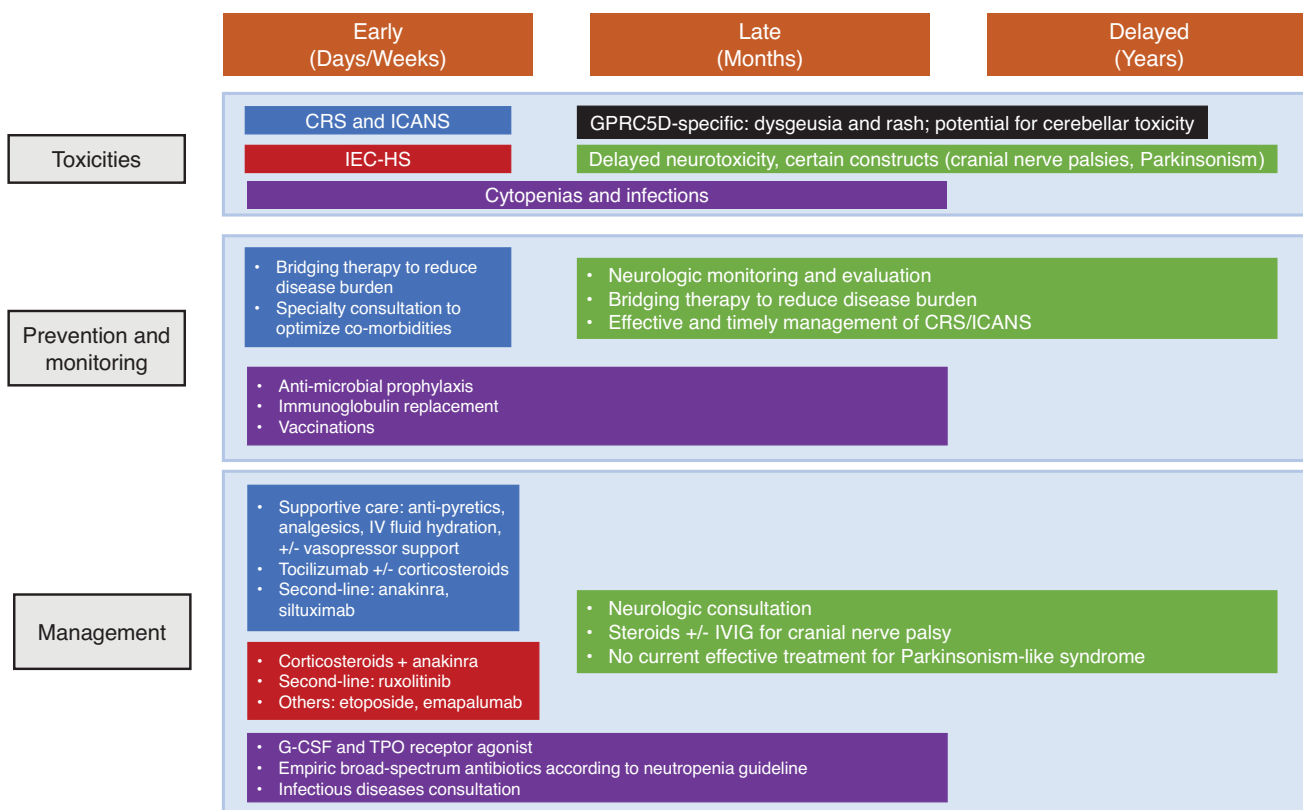 Early
(Days/Weeks)
Late
(Months)
Delayed
(Years)
Toxicities
CRS and ICANS
GPRC5D-specific: dysgeusia and rash; potential for cerebellar toxicity
IEC-HS
Delayed neurotoxicity, certain constructs (cranial nerve palsies, Parkinsonism)
Cytopenias and infections
Prevention and
monitoring
• Bridging therapy to reduce
disease burden
• Specialty consultation to
optimize co-morbidities
• Neurologic monitoring and evaluation
• Bridging therapy to reduce disease burden
• Effective and timely management of CRS/ICANS
• Anti-microbial prophylaxis
• Immunoglobulin replacement
• Vaccinations
Management
• Supportive care: anti-pyretics,
analgesics, IV fluid hydration,
+/- vasopressor support
• Tocilizumab +/- corticosteroids
• Second-line: anakinra,
siltuximab
• Neurologic consultation
• Steroids +/- IVIG for cranial nerve palsy
• No current effective treatment for Parkinsonism-like syndrome
• Corticosteroids + anakinra
• Second-line: ruxolitinib
• Others: etoposide, emapalumab
• G-CSF and TPO receptor agonist
• Empiric broad-spectrum antibiotics according to neutropenia guideline
• Infectious diseases consultation